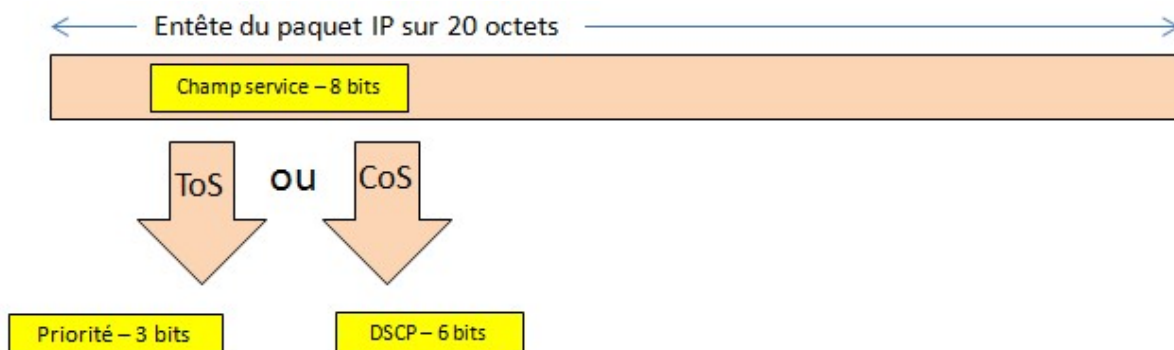 Entête du paquet IP sur 20 octets
Champ service – 8 bits
ToS ou CoS
Priorité – 3 bits
DSCP – 6 bits